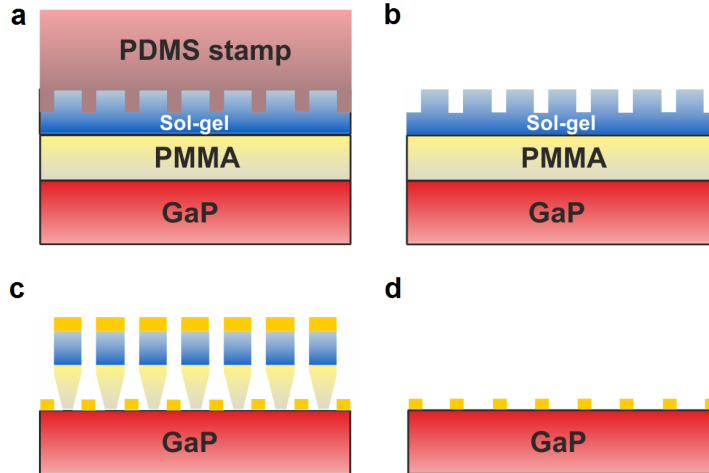 a
b
PDMS stamp
Sol-gel
Sol-gel
PMMA
PMMA
GaP
GaP
c
d
GaP
GaP